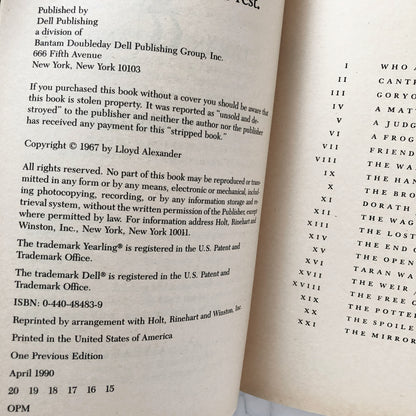 rest.
Published by
Dell Publishing
a division of
Bantam Doubleday Dell Publishing Group, Inc.
666 Fifth Avenue
New York, New York 10103
If you purchased this book without a cover you should be aware
that this book is stolen property. It was reported as "unsold and de-
stroyed" to the publisher and neither the author nor the publisher
has received any payment for this "stripped book."
Copyright © 1967 by Lloyd Alexander
All rights reserved. No part of this book may be reproduced or trans-
mitted in any form or by any means, electronic or mechanical, includ-
ing photocopying, recording, or by any information storage and re-
trieval system, without the written permission of the Publisher, except
where permitted by law. For information address Holt, Rinehart and
Winston, Inc., New York, New York 10011.
The trademark Yearling® is registered in the U.S. Patent and
Trademark Office.
The trademark Dell® is registered in the U.S. Patent and
Trademark Office.
ISBN: 0-440-48483-9
Reprinted by arrangement with Holt, Rinehart and Winston, Inc
Printed in the United States of America
One Previous Edition
April 1990
20 19 18 17 16 15
OPM
I WHO A
II CANTR
III GORYO
IV A MATT
V A JUDG
VI A FROG
VII FRIEND
VIII THE WA
IX THE HAN
X THE BRO
XI DORATH
XII THE WAG
XIII THE LOST
XIV THE END O
XV THE OPEN
XVI TARAN WA
XVII THE WEIR
XVIII THE FREE C
XIX THE POTTER
XX THE SPOILE
XXI THE MIRROR